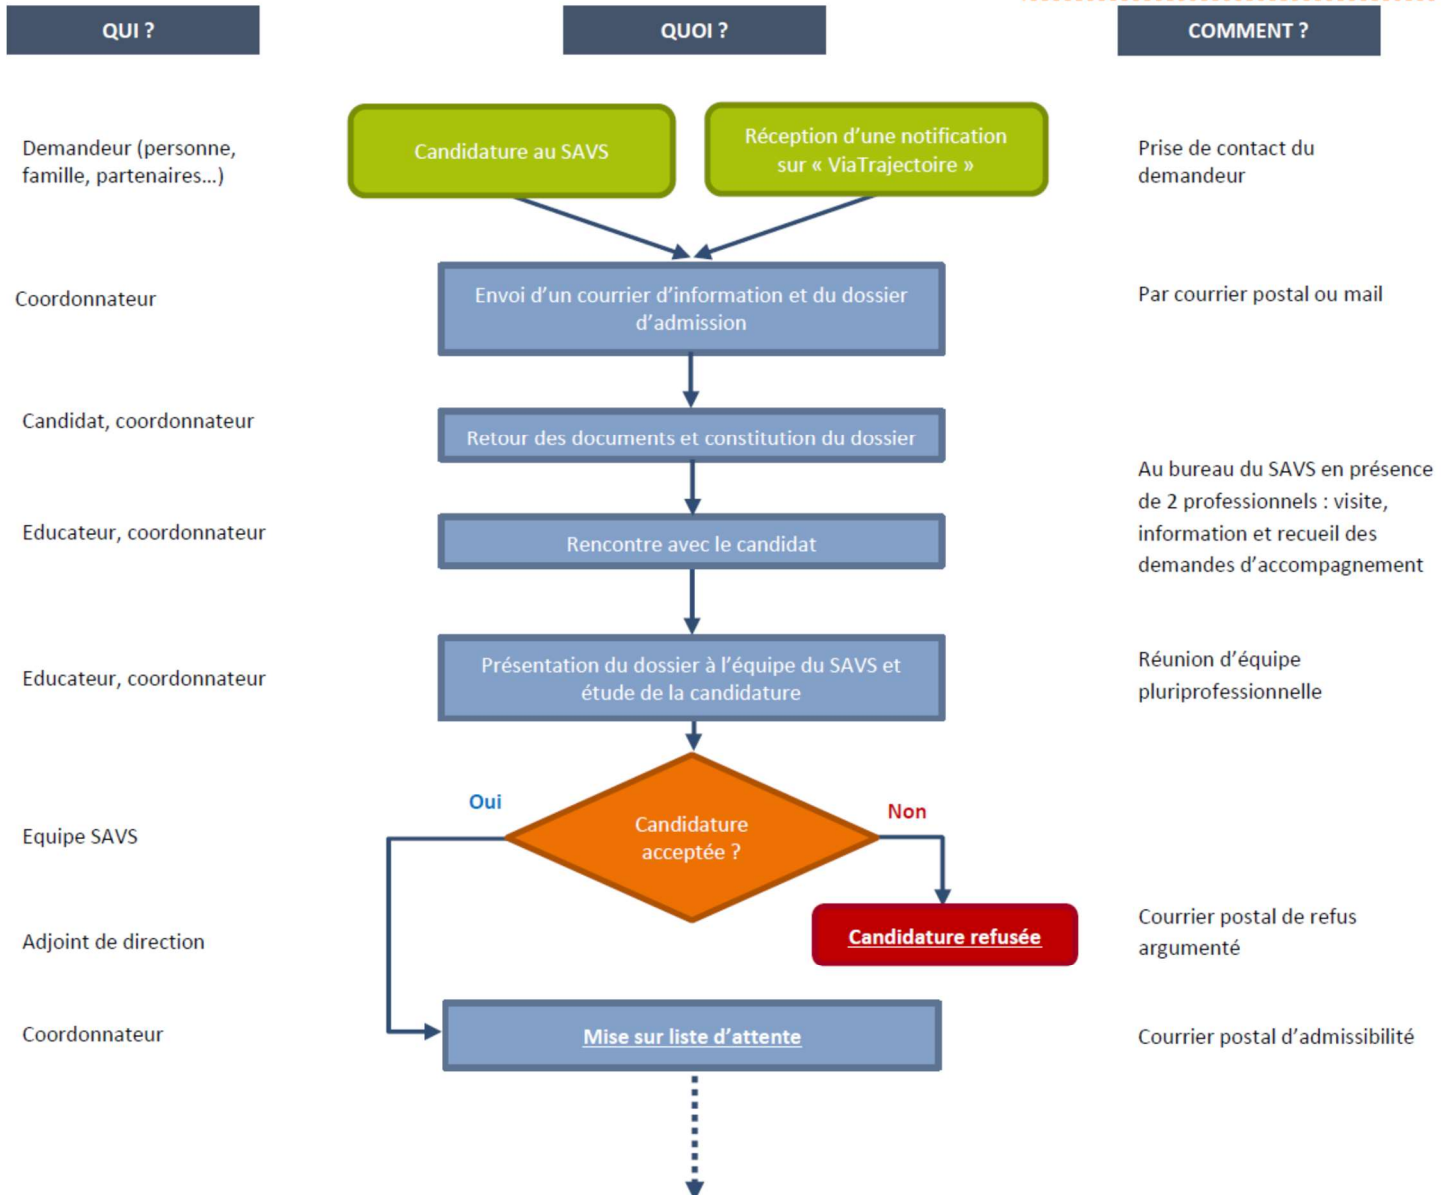 QUI ?
QUOI ?
COMMENT ?
Demandeur (personne,
famille, partenaires...)
Candidature au SAVS
Réception d’une notification
sur « ViaTrajectoire »
Prise de contact du
demandeur
Coordonnateur
Envoi d’un courrier d’information et du dossier
d’admission
Par courrier postal ou mail
Candidat, coordonnateur
Retour des documents et constitution du dossier
Educateur, coordonnateur
Rencontre avec le candidat
Au bureau du SAVS en présence
de 2 professionnels : visite,
information et recueil des
demandes d’accompagnement
Educateur, coordonnateur
Présentation du dossier à l’équipe du SAVS et
étude de la candidature
Réunion d’équipe
pluriprofessionnelle
Equipe SAVS
Oui
Candidature
acceptée ?
Non
Adjoint de direction
Candidature refusée
Courrier postal de refus
argumenté
Coordonnateur
Mise sur liste d’attente
Courrier postal d’admissibilité